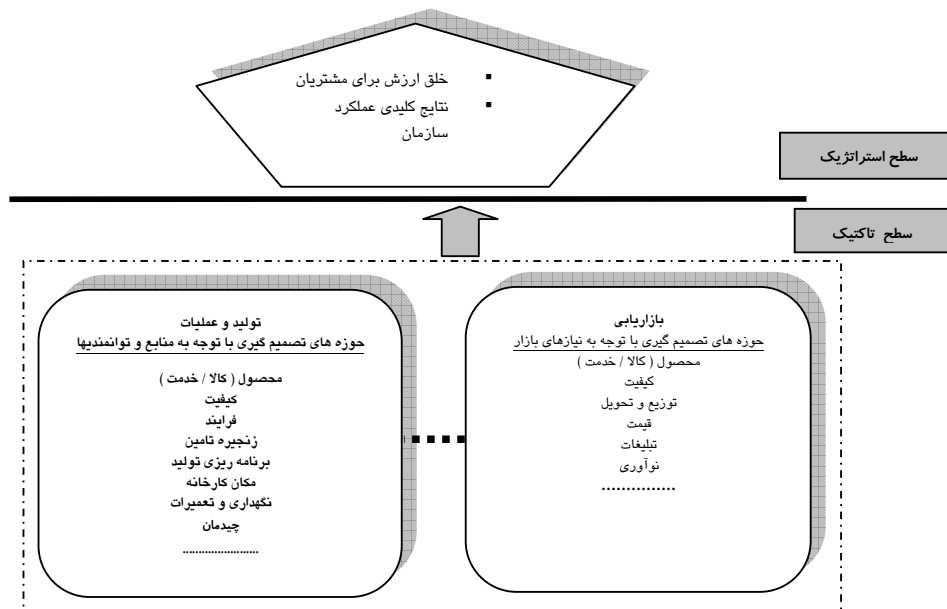 خلق ارزش برای مشتریان
نتایج کلیدی عملکرد
سازمان
سطح استراتژیک
سطح تاکتیک
بازاریابی
حوزه های تصمیم گیری با توجه به نیازهای بازار
محصول ( کالا / خدمت )
کیفیت
توزیع و تحویل
قیمت
تبلیغات
نوآوری
...............
تولید و عملیات
حوزه های تصمیم گیری با توجه به منابع و توانمندیها
محصول ( کالا / خدمت )
کیفیت
فرایند
زنجیره تامین
برنامه ریزی تولید
مکان کارخانه
نگهداری و تعمیرات
چیدمان
........................